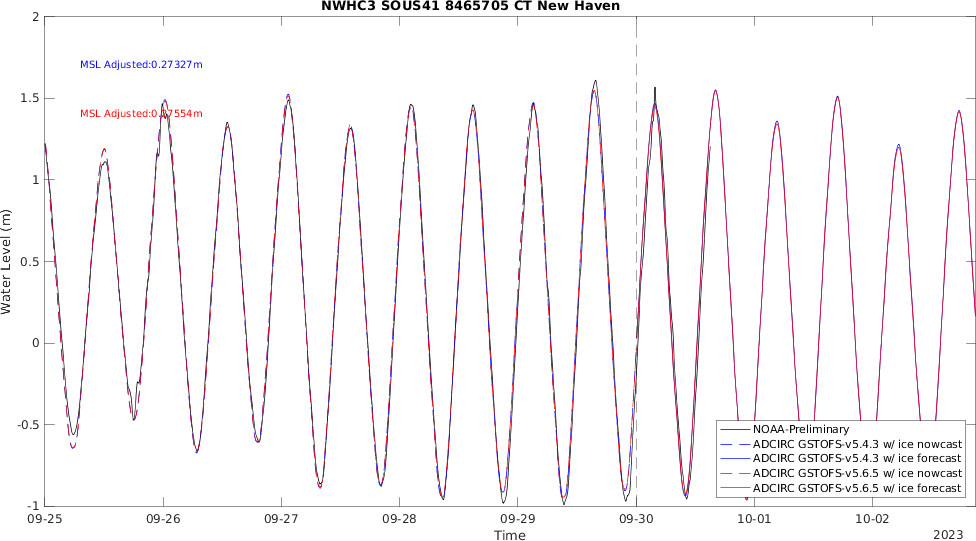 NWHC3 SOUS41 8465705 CT New Haven
2
MSL Adjusted:0.27327m
1.5
MSL Adjusted:0.27554m
1
0.5
Water Level (m)
0
-0.5
-1
NOAA-Preliminary
ADCIRC GSTOFS-v5.4.3 w/ ice nowcast
ADCIRC GSTOFS-v5.4.3 w/ ice forecast
ADCIRC GSTOFS-v5.6.5 w/ ice nowcast
ADCIRC GSTOFS-v5.6.5 w/ ice forecast
09-25 09-26 09-27 09-28 09-29 09-30 10-01 10-02
Time
2023